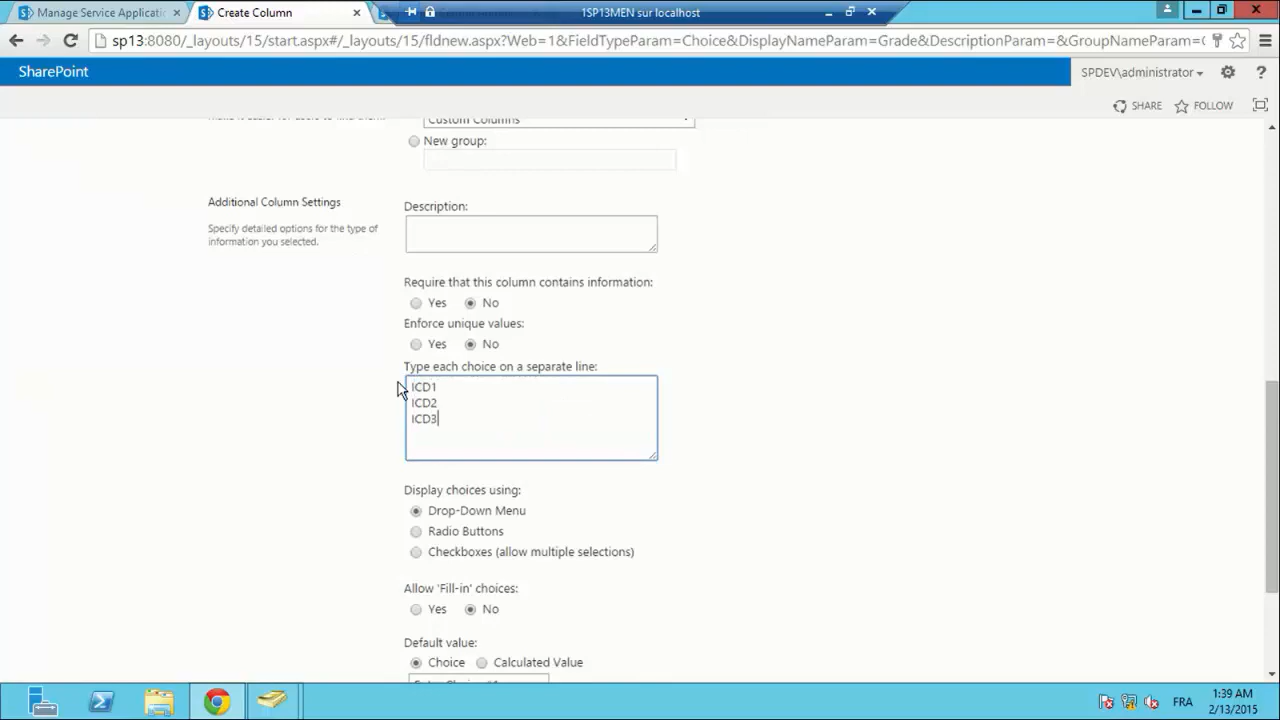 Manage Service Applicatio
Create Column
1SP13MEN sur localhost
sp13:8080/_layouts/15/start.aspx#/_layouts/15/fldnew.aspx?Web=1&FieldTypeParam=Choice&DisplayNameParam=Grade&DescriptionParam=&GroupNameParam=C
SharePoint
SPDEV\administrator
SHARE
FOLLOW
Custom Columns
New group:
Additional Column Settings
Specify detailed options for the type of
information you selected.
Description:
Require that this column contains information:
Yes No
Enforce unique values:
Yes No
Type each choice on a separate line:
ICD1
ICD2
ICD3
Display choices using:
Drop-Down Menu
Radio Buttons
Checkboxes (allow multiple selections)
Allow 'Fill-in' choices:
Yes No
Default value:
Choice Calculated Value
FRA
1:39 AM
2/13/2015